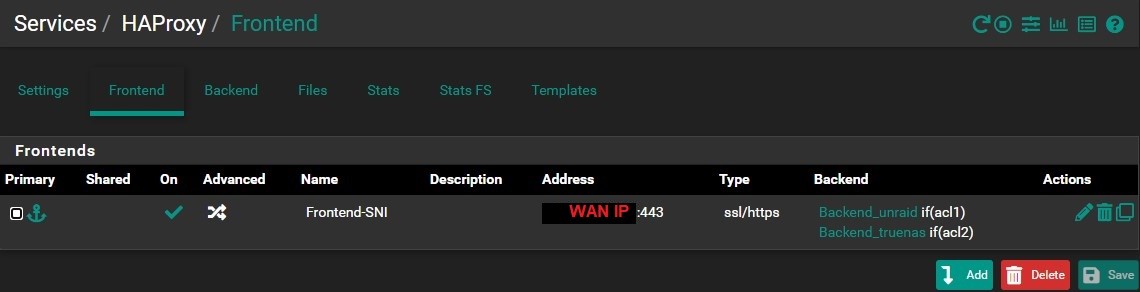 Services / HAProxy / Frontend
Settings Frontend Backend Files Stats Stats FS Templates
Frontends
Primary Shared On Advanced Name Description Address Type Backend Actions
Frontend-SNI WAN IP :443 ssl/https Backend_unraid if(acl1)
Backend_truenas if(acl2)
Add Delete Save